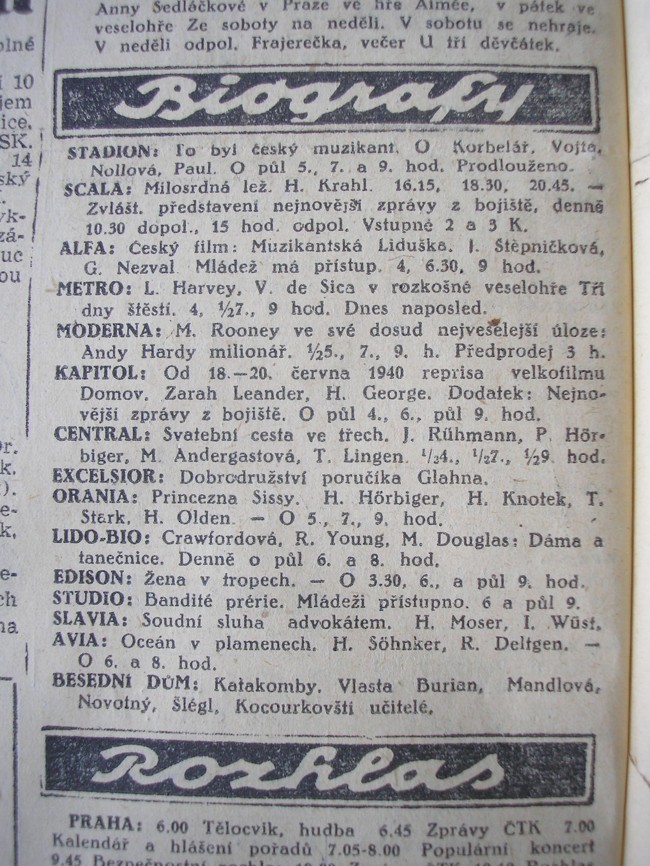 Anny Sedláčkové v Praze ve hře Aimée, v pátek ve
veselohře Ze soboty na neděli. V sobotu se nehraje.
V neděli odpol. Frajerečka, večer U tří děvčátek.
Biografy
STADION: To byl český muzikant. O Korbelář, Vojta,
Nollová, Paul. O půl 5., 7. a 9. hod. Prodlouženo.
SCALA: Milosrdná lež. H. Krahl. 16.15, 18.30, 20.45. —
Zvlášt. představení nejnovější zprávy z bojiště, denně
10.30 dopol., 15 hod. odpol. Vstupné 2 a 3 K.
ALFA: Český film: Muzikantská Liduška. J. Štěpničková,
G. Nezval. Mládež má přístup. 4, 6.30, 9 hod.
METRO: L. Harvey, V. de Sica v rozkošné veselohře Tři
dny štěstí. 4, ½7., 9 hod. Dnes naposled.
MODERNA: M. Rooney ve své dosud nejveselejší úloze:
Andy Hardy milionář. ½5., 7., 9. h. Předprodej 3 h.
KAPITOL: Od 18.—20. června 1940 reprisa velkofilmu
Domov. Zarah Leander, H. George. Dodatek: Nejno-
vější zprávy z bojiště. O půl 4., 6., půl 9. hod.
CENTRAL: Svatební cesta ve třech. J. Rühmann, P. Hör-
biger, M. Andergastová, T. Lingen. ½4., ½7., ½9 hod.
EXCELSIOR: Dobrodružství poručíka Glahna.
ORANIA: Princezna Sissy. H. Hörbiger, H. Knotek, T.
Stark, H. Olden. — O 5., 7., 9. hod.
LIDO-BIO: Crawfordová, R. Young, M. Douglas: Dáma a
tanečnice. Denně o půl 6. a 8. hod.
EDISON: Žena v tropech. — O 3.30, 6., a půl 9. hod.
STUDIO: Bandité prérie. Mládeži přístupno. 6 a půl 9.
SLAVIA: Soudní sluha advokátem. H. Moser, I. Wüst.
AVIA: Oceán v plamenech. H. Söhnker, R. Deltgen. —
O 6. a 8. hod.
BESEDNÍ DŮM: Katakomby. Vlasta Burian, Mandlová,
Novotný, Šlégl, Kocourkovští učitelé.
Rozhlas
PRAHA: 6.00 Tělocvik, hudba 6.45 Zprávy ČTK 7.00
Kalendář a hlášení pořadů 7.05-8.00 Populární koncert